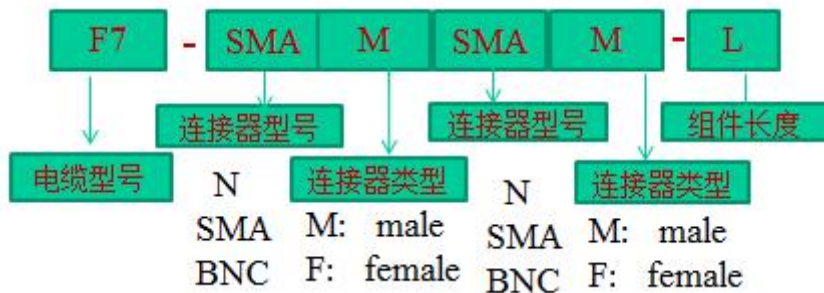 F7 - SMA M SMA M - L
连接器型号 连接器型号 组件长度
电缆型号 N 连接器类型 N 连接器类型
SMA M: male SMA M: male
BNC F: female BNC F: female